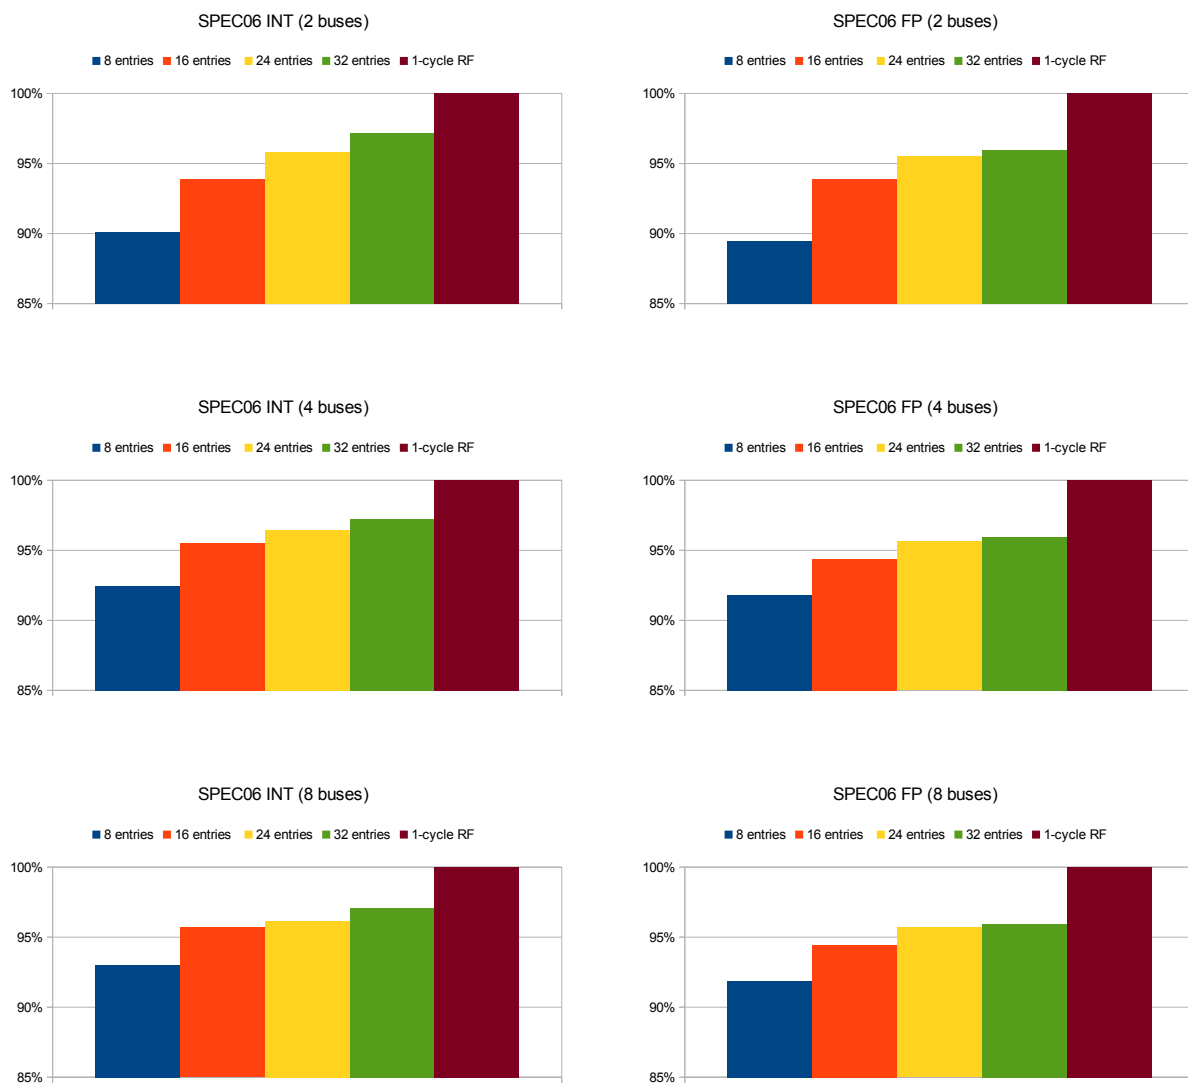 SPEC06 INT (2 buses)
8 entries 16 entries 24 entries 32 entries 1-cycle RF
100%
95%
90%
85%
SPEC06 FP (2 buses)
8 entries 16 entries 24 entries 32 entries 1-cycle RF
100%
95%
90%
85%
SPEC06 INT (4 buses)
8 entries 16 entries 24 entries 32 entries 1-cycle RF
100%
95%
90%
85%
SPEC06 FP (4 buses)
8 entries 16 entries 24 entries 32 entries 1-cycle RF
100%
95%
90%
85%
SPEC06 INT (8 buses)
8 entries 16 entries 24 entries 32 entries 1-cycle RF
100%
95%
90%
85%
SPEC06 FP (8 buses)
8 entries 16 entries 24 entries 32 entries 1-cycle RF
100%
95%
90%
85%